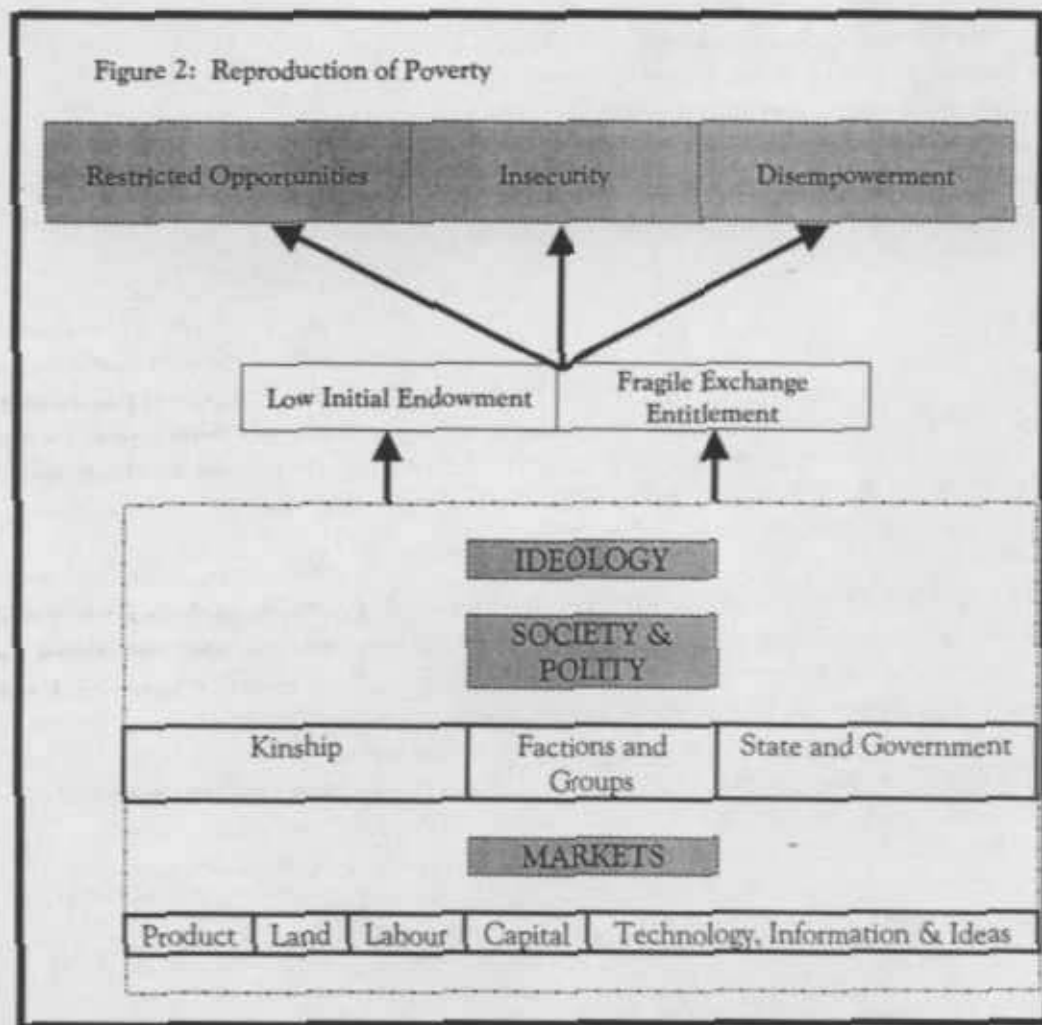 Figure 2: Reproduction of Poverty
Restricted Opportunities Insecurity Disempowerment
Low Initial Endowment
Fragile Exchange
Entitlement
IDEOLOGY
SOCIETY &
POLITY
Kinship
Factions and
Groups
State and Government
MARKETS
Product Land Labour Capital Technology, Information & Ideas